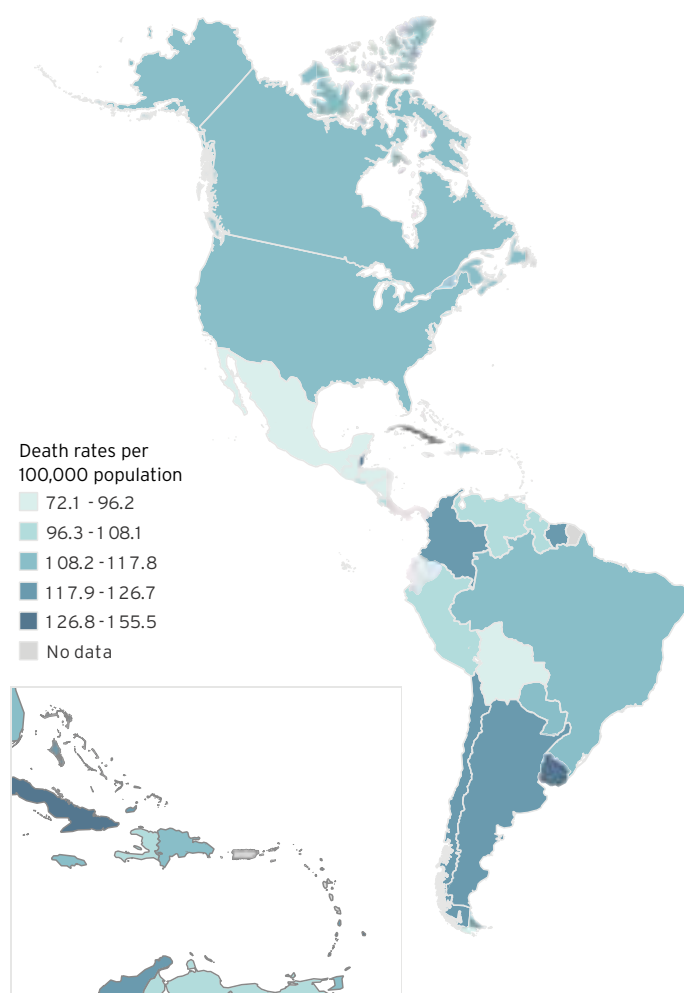 Death rates per
100,000 population
72.1 - 96.2
96.3 - 108.1
108.2 - 117.8
117.9 - 126.7
126.8 - 155.5
No data